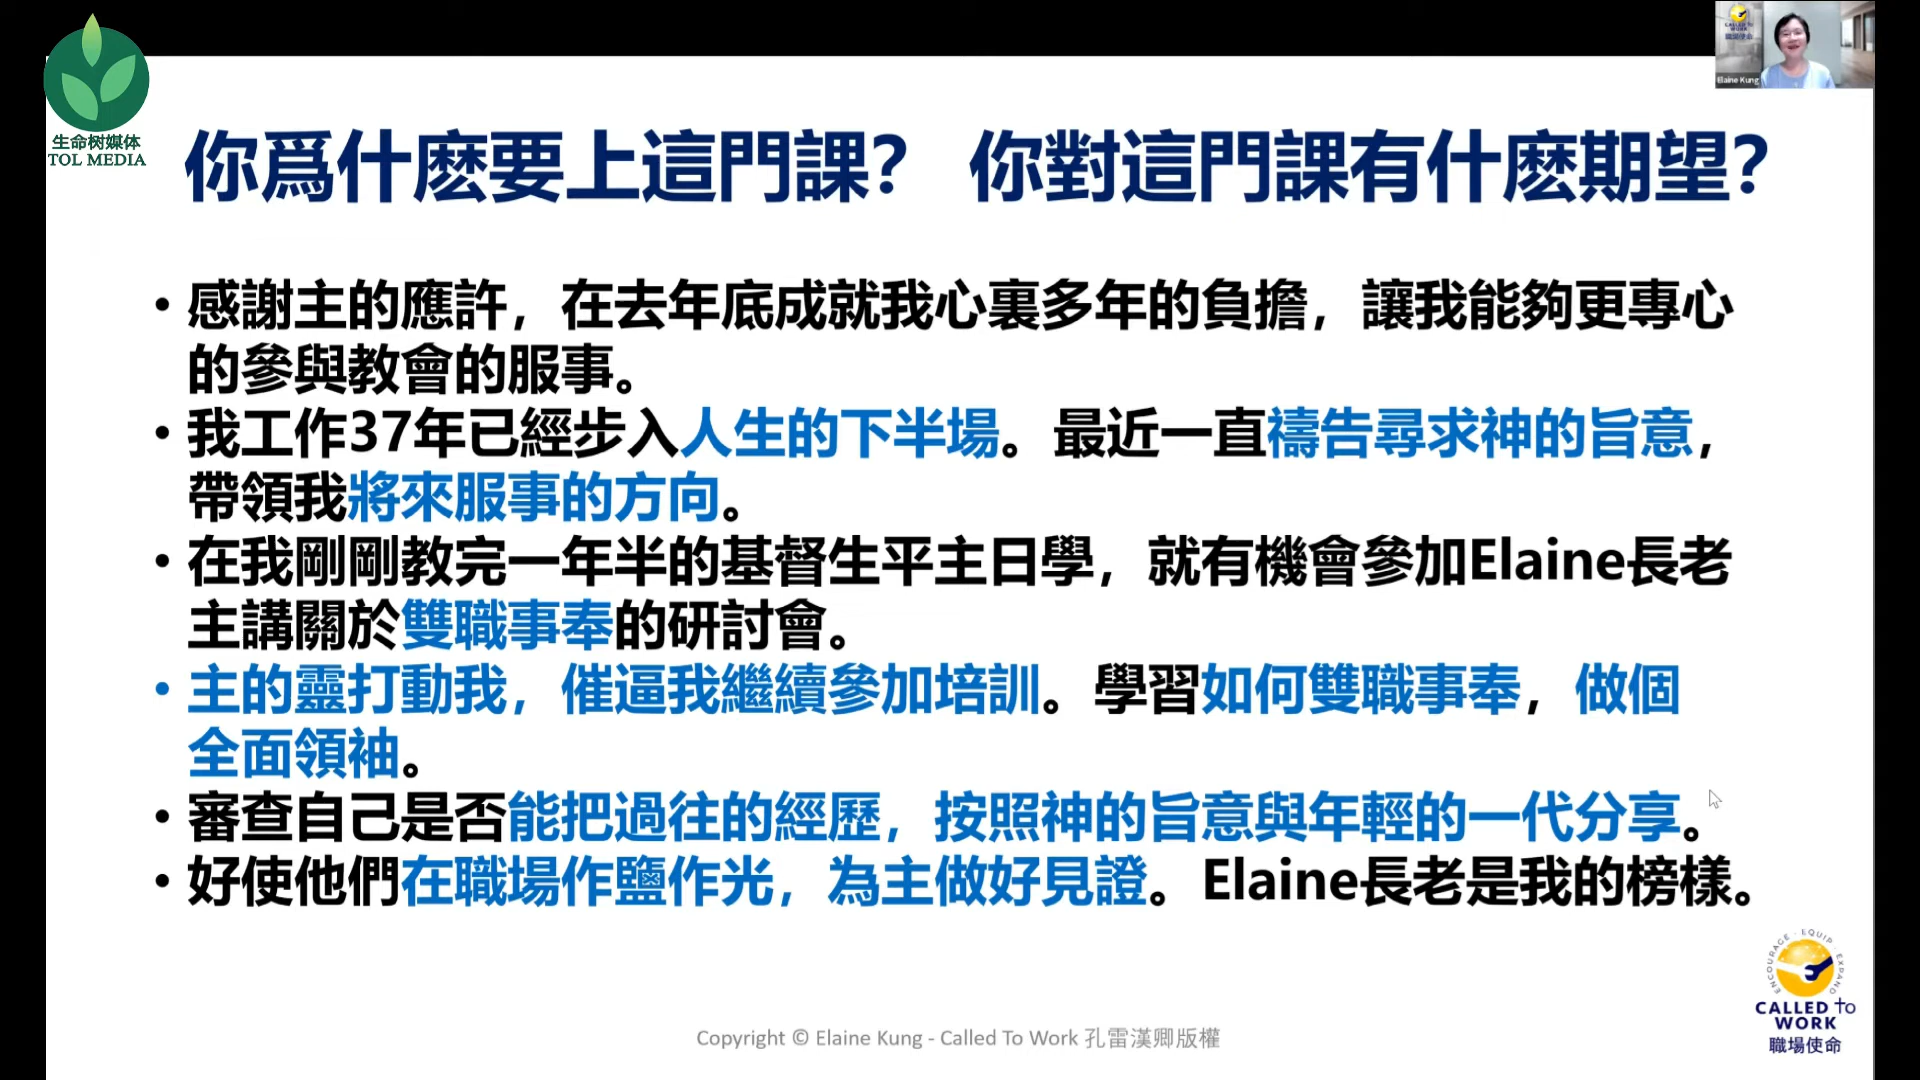 生命树媒体
TOL MEDIA
CALLED TO
WORK
職場使命
Elaine Kung
你爲什麽要上這門課? 你對這門課有什麽期望?
• 感謝主的應許，在去年底成就我心裏多年的負擔，讓我能夠更專心
的參與教會的服事。
• 我工作37年已經步入人生的下半場。最近一直禱告尋求神的旨意，
帶領我將來服事的方向。
• 在我剛剛教完一年半的基督生平主日學，就有機會參加Elaine長老
主講關於雙職事奉的研討會。
• 主的靈打動我，催逼我繼續參加培訓。學習如何雙職事奉，做個
全面領袖。
• 審查自己是否能把過往的經歷，按照神的旨意與年輕的一代分享。
• 好使他們在職場作鹽作光，為主做好見證。Elaine長老是我的榜樣。
ENCOURAGE · EQUIP · EXPAND
CALLED To
WORK
職場使命
Copyright © Elaine Kung - Called To Work 孔雷漢卿版權